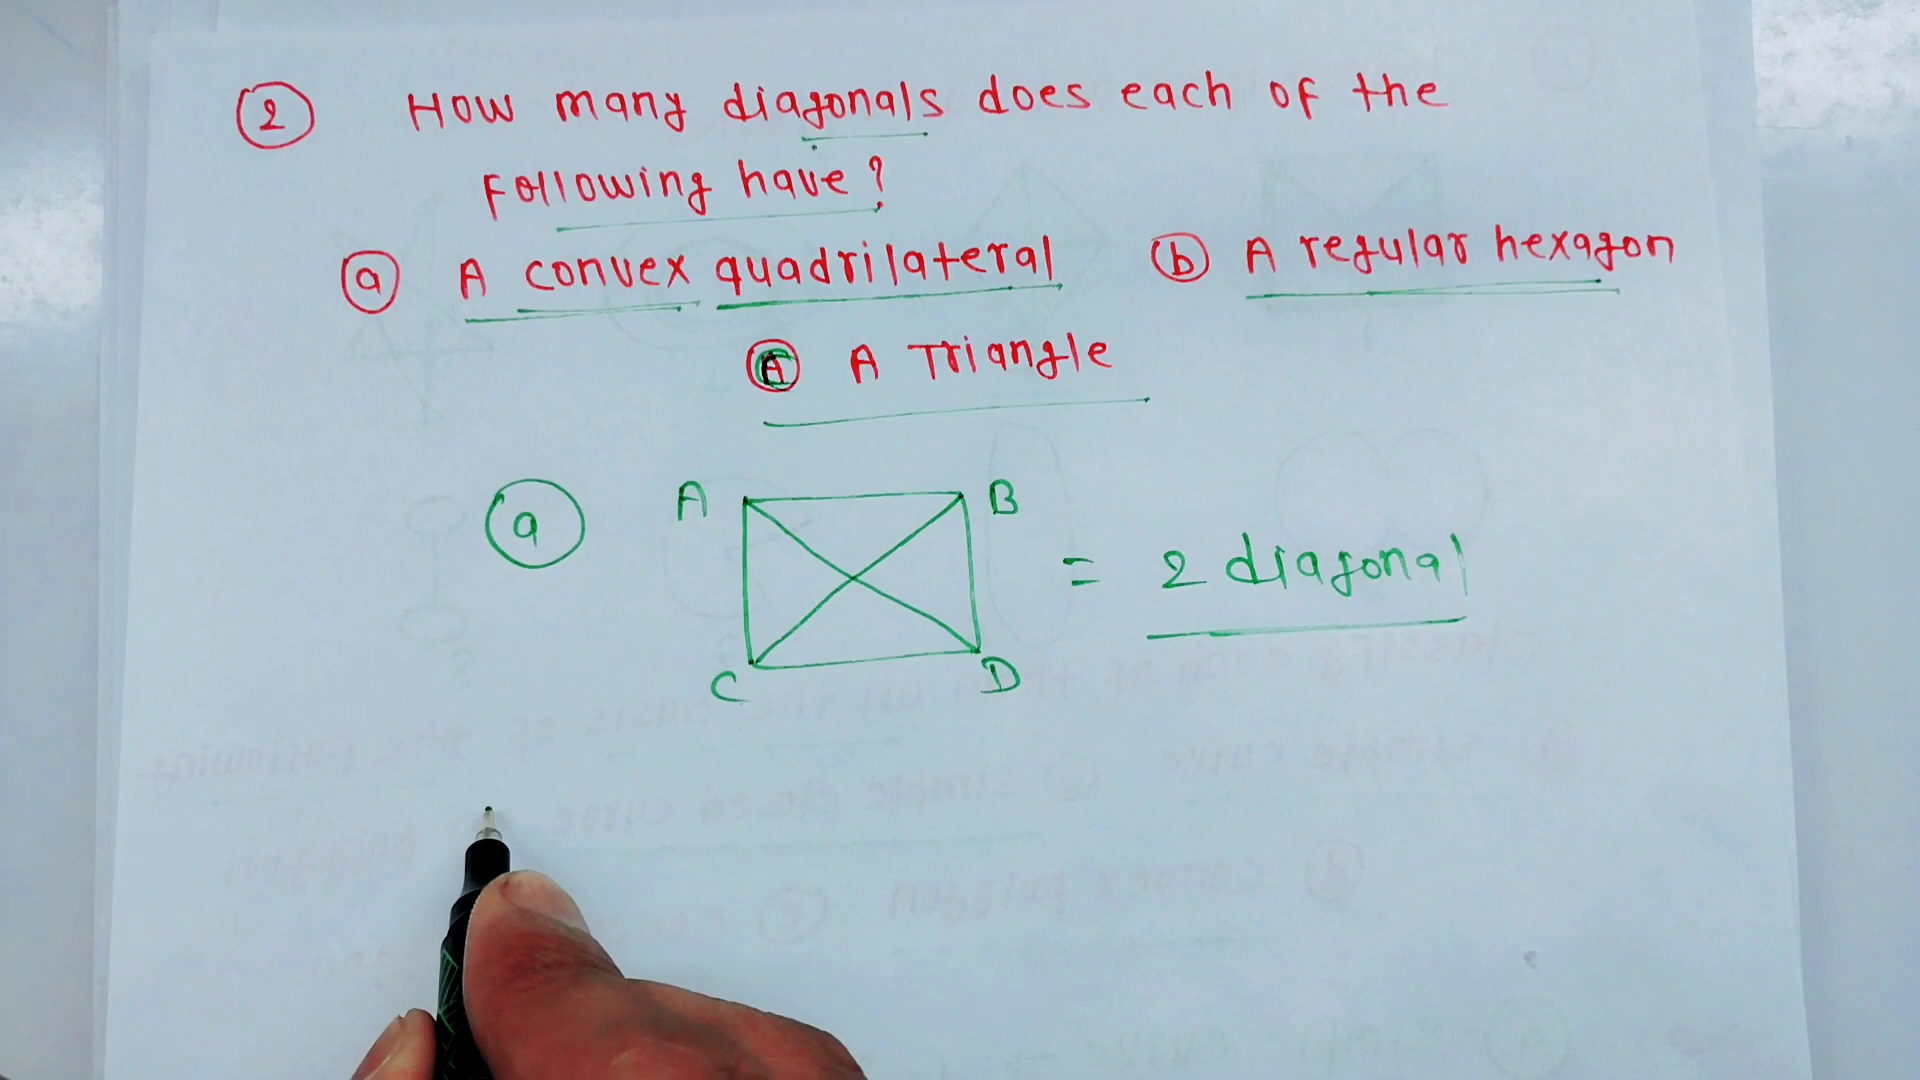 2 How many diagonals does each of the
Following have?
a A convex quadrilateral b A regular hexagon
A Triangle
a A B = 2 diagonal
C D